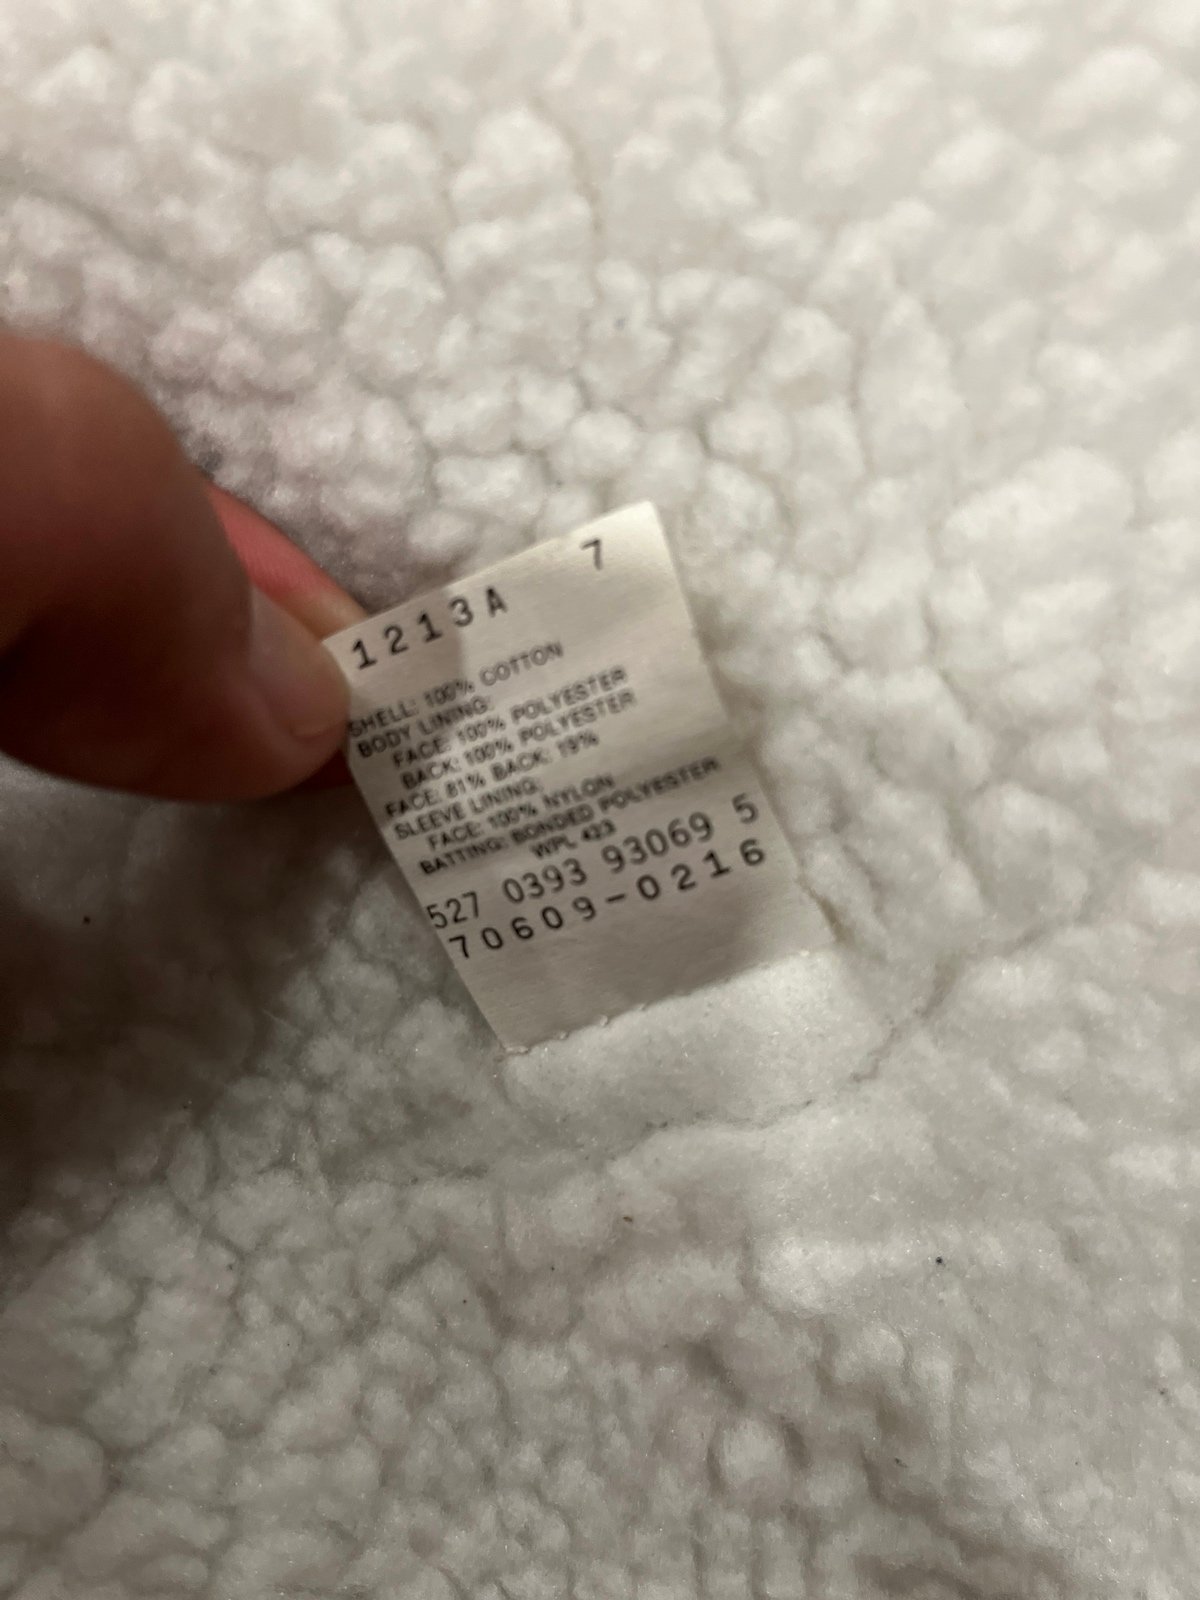 1213A 7
SHELL: 100% COTTON
BODY LINING:
FACE: 100% POLYESTER
BACK: 100% POLYESTER
FACE: 81% BACK: 19%
SLEEVE LINING:
FACE: 100% NYLON
BATTING: BONDED POLYESTER
WPL 423
527 0393 93069 5
70609-0216